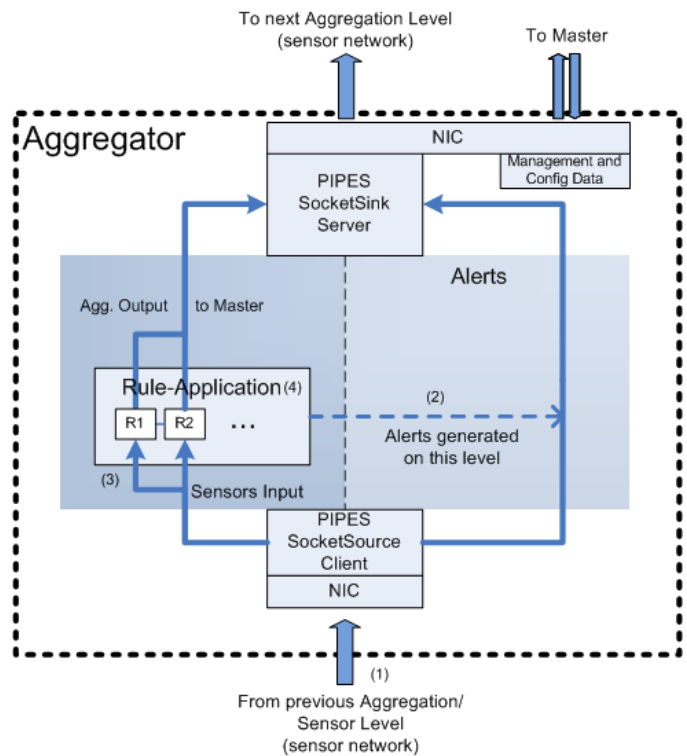 To next Aggregation Level
(sensor network)
To Master
Aggregator
NIC
Management and
Config Data
PIPES
SocketSink
Server
Alerts
Agg. Output
to Master
Rule-Application (4)
R1
R2
...
(2)
Alerts generated
on this level
(3)
Sensors Input
PIPES
SocketSource
Client
NIC
(1)
From previous Aggregation/
Sensor Level
(sensor network)